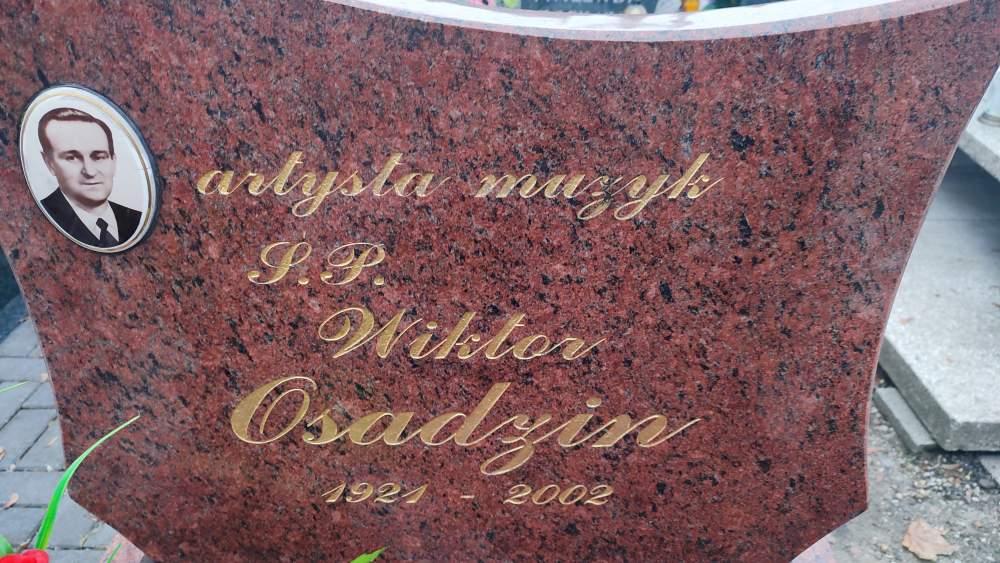 artysta muzyk
Ś.P.
Wiktor
Osadzin
1921 - 2002